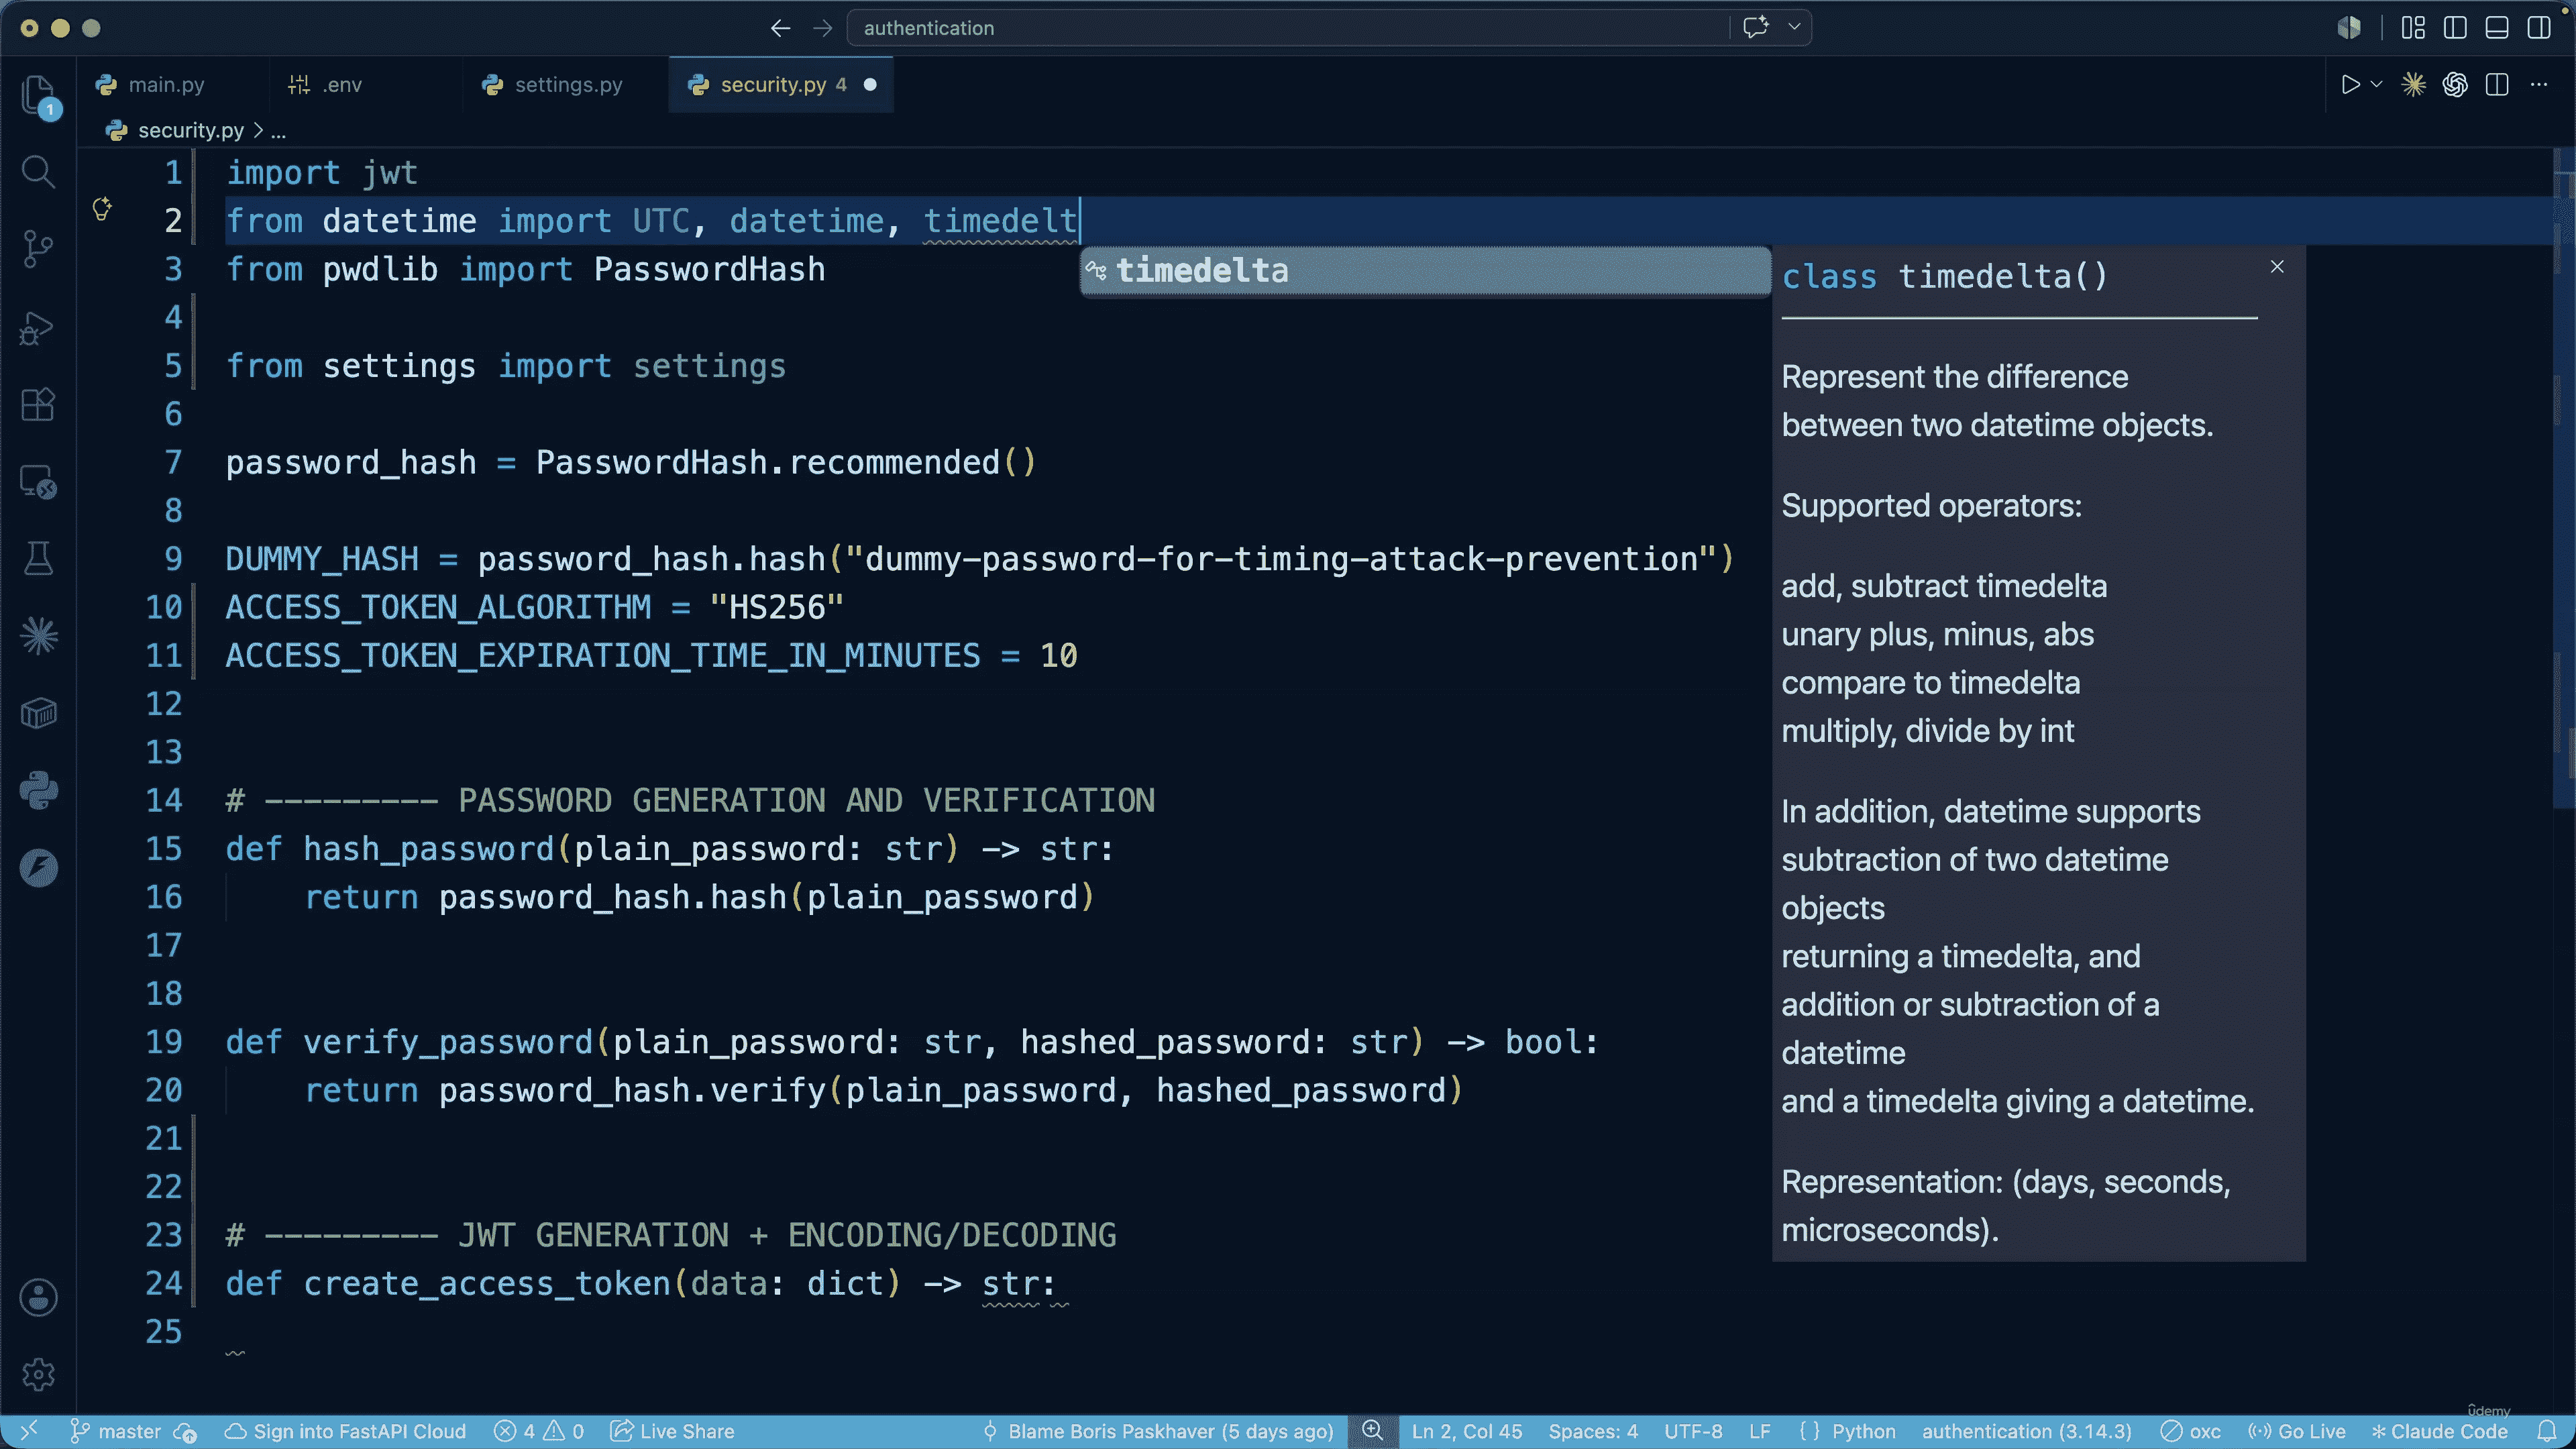 authentication
main.py
.env
settings.py
security.py 4
security.py > ...
1
1 import jwt
2 from datetime import UTC, datetime, timedelt
3 from pwdlib import PasswordHash
4
5 from settings import settings
6
7 password_hash = PasswordHash.recommended()
8
9 DUMMY_HASH = password_hash.hash("dummy-password-for-timing-attack-prevention")
10 ACCESS_TOKEN_ALGORITHM = "HS256"
11 ACCESS_TOKEN_EXPIRATION_TIME_IN_MINUTES = 10
12
13
14 # --------- PASSWORD GENERATION AND VERIFICATION
15 def hash_password(plain_password: str) -> str:
16     return password_hash.hash(plain_password)
17
18
19 def verify_password(plain_password: str, hashed_password: str) -> bool:
20     return password_hash.verify(plain_password, hashed_password)
21
22
23 # --------- JWT GENERATION + ENCODING/DECODING
24 def create_access_token(data: dict) -> str:
25
timedelta
class timedelta()
Represent the difference
between two datetime objects.
Supported operators:
add, subtract timedelta
unary plus, minus, abs
compare to timedelta
multiply, divide by int
In addition, datetime supports
subtraction of two datetime
objects
returning a timedelta, and
addition or subtraction of a
datetime
and a timedelta giving a datetime.
Representation: (days, seconds,
microseconds).
udemy
master
Sign into FastAPI Cloud
4
0
Live Share
Blame Boris Paskhaver (5 days ago)
Ln 2, Col 45
Spaces: 4
UTF-8
LF
{ } Python
authentication (3.14.3)
oxc
Go Live
Claude Code